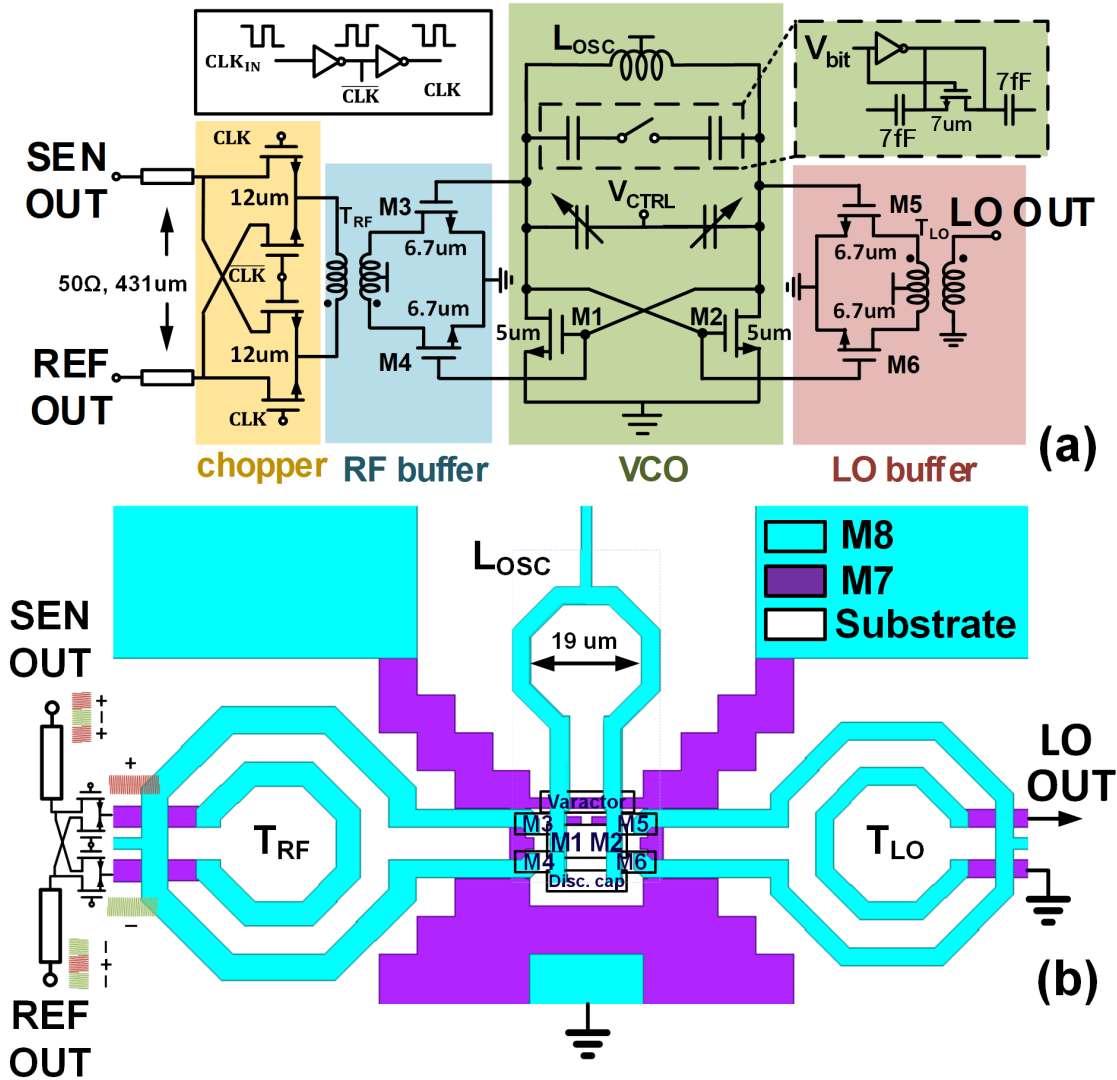 CLK_IN
CLK
CLK
L_OSC
V_bit
7fF
7um
7fF
SEN
OUT
CLK
12um
CLK
12um
CLK
50Ω, 431um
REF
OUT
T_RF
M3
6.7um
6.7um
M4
V_CTRL
M1
M2
5um
5um
M5
T_LO
LO OUT
6.7um
6.7um
M6
chopper
RF buffer
VCO
LO buffer
(a)
M8
M7
Substrate
L_OSC
19 um
SEN
OUT
+
–
+
+
T_RF
Varactor
M3
M5
M1
M2
M4
M6
Disc. cap
T_LO
LO
OUT
–
–
+
–
REF
OUT
(b)